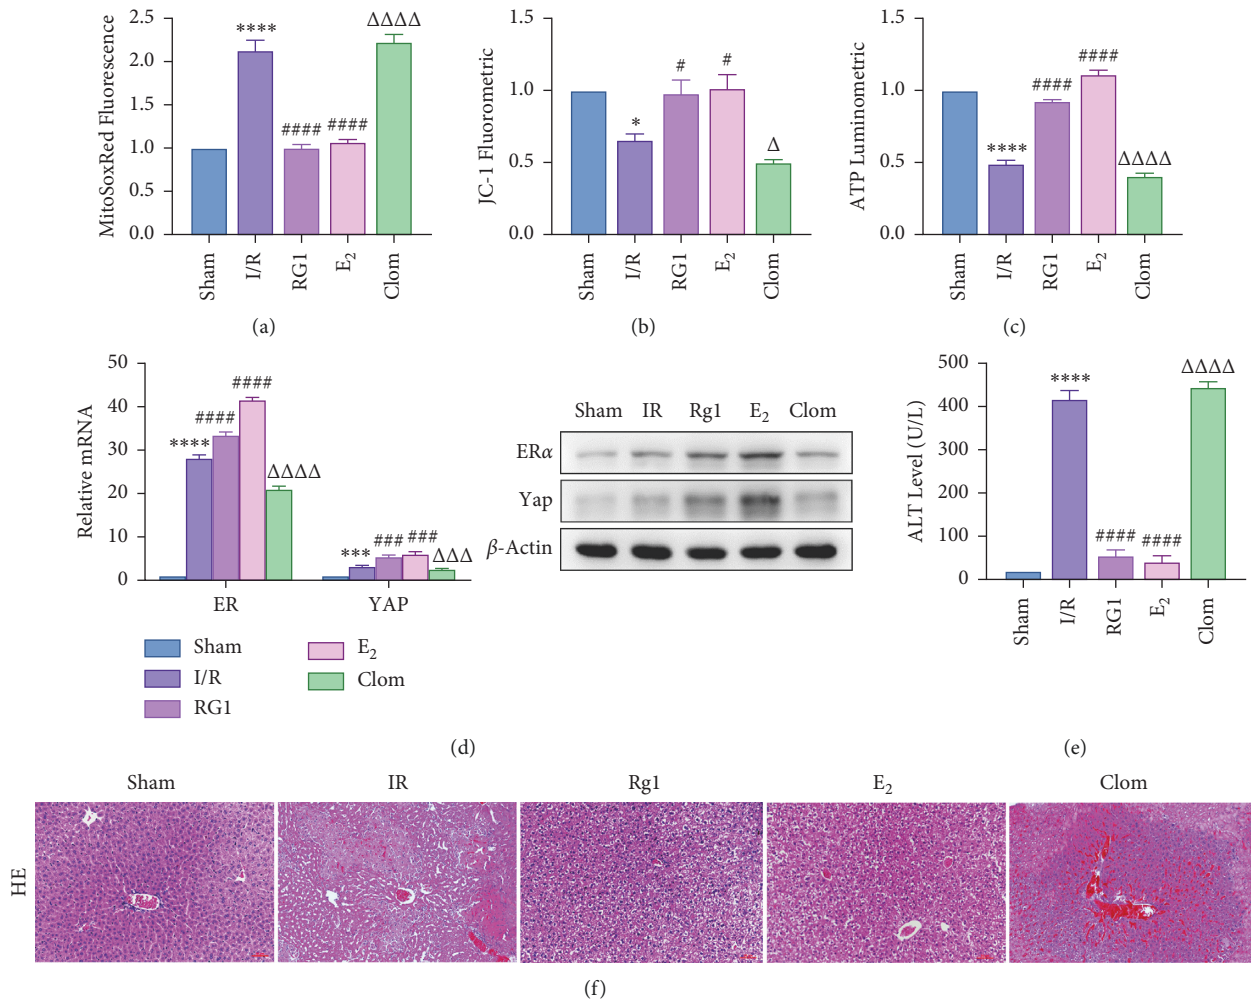 MitoSoxRed Fluorescence
2.5
2.0
1.5
1.0
0.5
0.0
****
####
####
ΔΔΔΔ
Sham
I/R
RG1
E₂
Clom
(a)
JC-1 Fluorometric
1.5
1.0
0.5
0.0
*
#
#
Δ
Sham
I/R
RG1
E₂
Clom
(b)
ATP Luminometric
1.5
1.0
0.5
0.0
****
####
####
ΔΔΔΔ
Sham
I/R
RG1
E₂
Clom
(c)
Relative mRNA
50
40
30
20
10
0
****
####
####
ΔΔΔΔ
***
###
###
ΔΔΔ
ER
YAP
Sham
I/R
RG1
E₂
Clom
Sham IR Rg1 E₂ Clom
ERα
Yap
β-Actin
(d)
ALT Level (U/L)
500
400
300
200
100
0
****
####
####
ΔΔΔΔ
Sham
I/R
RG1
E₂
Clom
(e)
Sham IR Rg1 E₂ Clom
HE
(f)